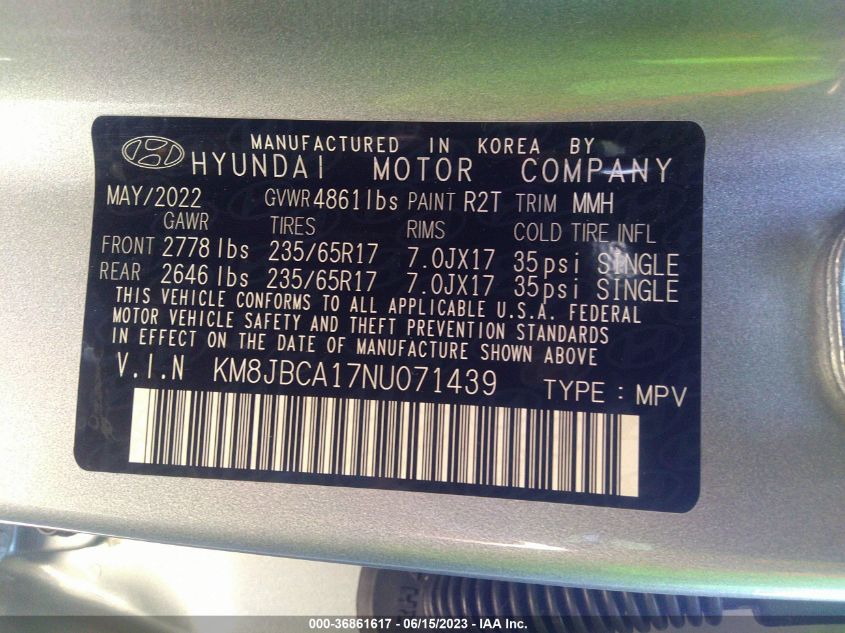 MANUFACTURED IN KOREA BY
HYUNDAI MOTOR COMPANY
MAY/2022 GVWR 4861 lbs PAINT R2T TRIM MMH
GAWR TIRES RIMS COLD TIRE INFL
FRONT 2778 lbs 235/65R17 7.0JX17 35psi SINGLE
REAR 2646 lbs 235/65R17 7.0JX17 35psi SINGLE
THIS VEHICLE CONFORMS TO ALL APPLICABLE U.S.A. FEDERAL
MOTOR VEHICLE SAFETY AND THEFT PREVENTION STANDARDS
IN EFFECT ON THE DATE OF MANUFACTURE SHOWN ABOVE
V.I.N KM8JBCA17NU071439 TYPE : MPV
000-36861617 - 06/15/2023 - IAA Inc.